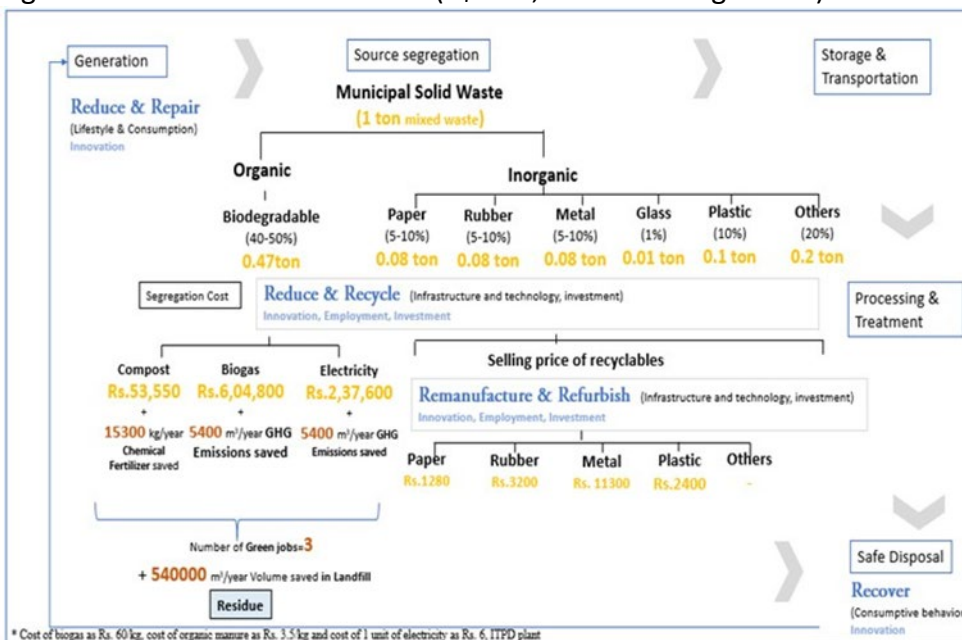 Generation
Source segregation
Storage &
Transportation
Reduce & Repair
(Lifestyle & Consumption)
Innovation
Municipal Solid Waste
(1 ton mixed waste)
Organic
Inorganic
Biodegradable
(40-50%)
0.47ton
Paper
(5-10%)
0.08 ton
Rubber
(5-10%)
0.08 ton
Metal
(5-10%)
0.08 ton
Glass
(1%)
0.01 ton
Plastic
(10%)
0.1 ton
Others
(20%)
0.2 ton
Segregation Cost
Reduce & Recycle (Infrastructure and technology, investment)
Innovation, Employment, Investment
Processing &
Treatment
Compost
Rs.53,550
+
15300 kg/year
Chemical
Fertilizer saved
Biogas
Rs.6,04,800
+
5400 m³/year GHG
Emissions saved
Electricity
Rs.2,37,600
+
5400 m³/year GHG
Emissions saved
Selling price of recyclables
Remanufacture & Refurbish (Infrastructure and technology, investment)
Innovation, Employment, Investment
Paper
Rs.1280
Rubber
Rs.3200
Metal
Rs. 11300
Plastic
Rs.2400
Others
-
Number of Green jobs=3
+ 540000 m³/year Volume saved in Landfill
Residue
Safe Disposal
Recover
(Consumptive behavio
Innovation
* Cost of biogas as Rs. 60 kg, cost of organic manure as Rs. 3.5 kg and cost of 1 unit of electricity as Rs. 6, ITPD plant